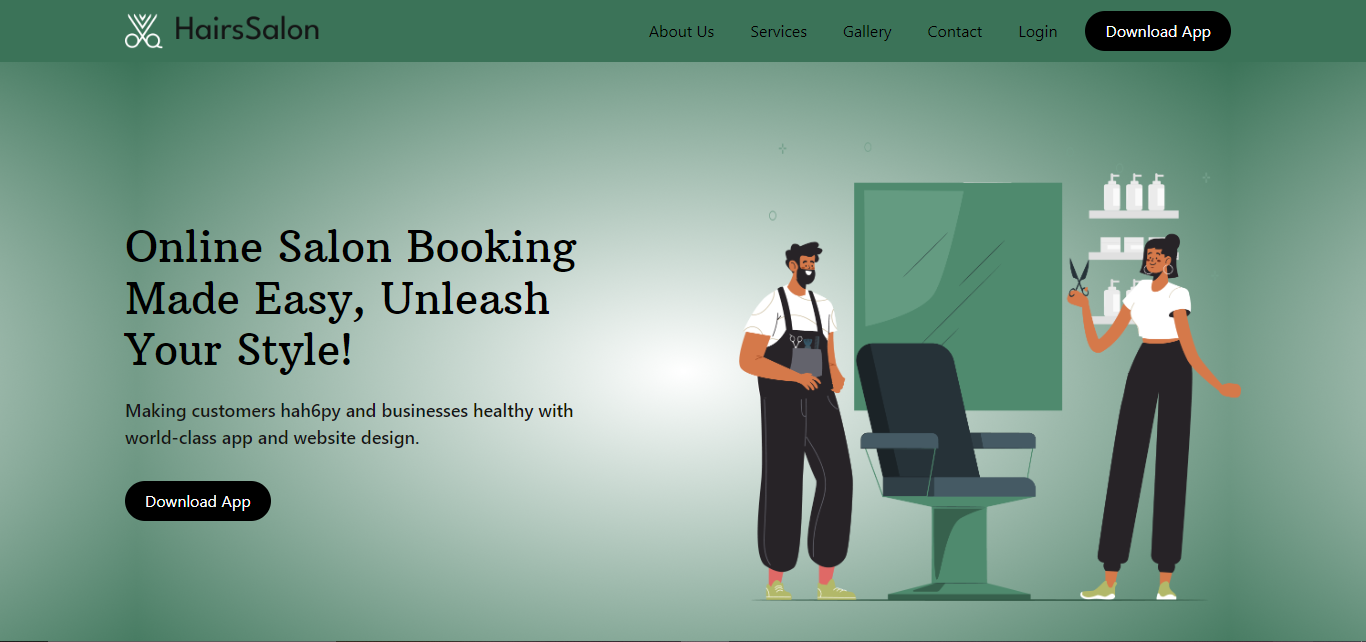 HairsSalon
About Us Services Gallery Contact Login Download App
Online Salon Booking
Made Easy, Unleash
Your Style!
Making customers hah6py and businesses healthy with
world-class app and website design.
Download App